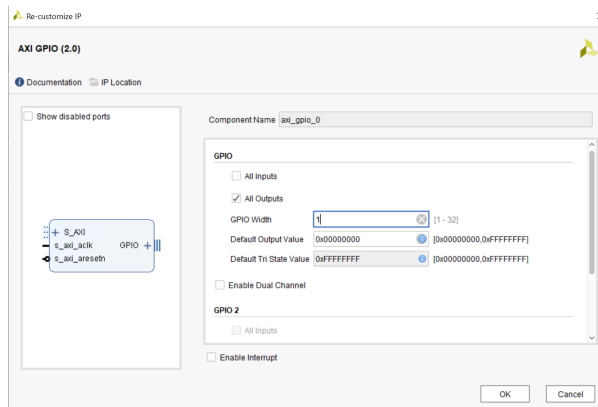 Re-customize IP
AXI GPIO (2.0)
Documentation IP Location
Show disabled ports
Component Name axi_gpio_0
GPIO
All Inputs
All Outputs
GPIO Width 1 [1 - 32]
Default Output Value 0x00000000 [0x00000000,0xFFFFFFFF]
Default Tri State Value 0xFFFFFFFF [0x00000000,0xFFFFFFFF]
Enable Dual Channel
GPIO 2
All Inputs
S_AXI
s_axi_aclk GPIO
s_axi_aresetn
Enable Interrupt
OK Cancel